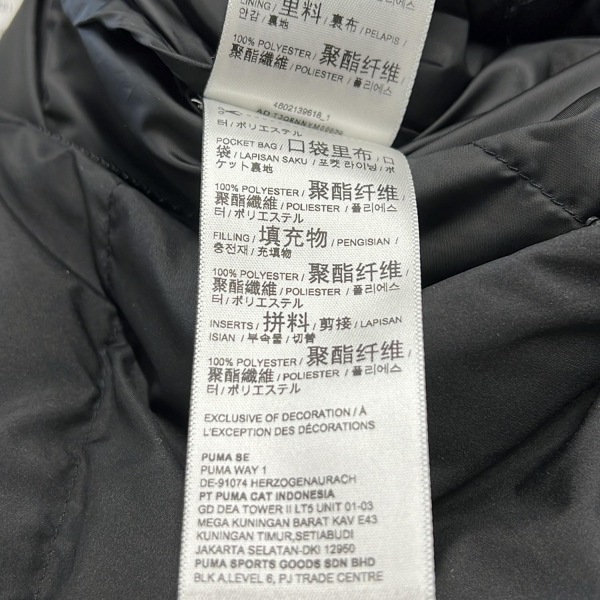 LINING / 里料 / 裏布 / PELAPIS /
안감 / 裏地
100% POLYESTER / 聚酯纤维 /
聚酯纖維 / POLIESTER / 폴리에스
4602139618_1
터 / ポリエステル
POCKET BAG / 口袋里布 / 口
袋 / LAPISAN SAKU / 포켓 라이닝 / ポ
ケット裏地
100% POLYESTER / 聚酯纤维 /
聚酯纖維 / POLIESTER / 폴리에스
터 / ポリエステル
FILLING / 填充物 / PENGISIAN /
충전재 / 充填物
100% POLYESTER / 聚酯纤维 /
聚酯纖維 / POLIESTER / 폴리에스
터 / ポリエステル
INSERTS / 拼料 / 剪接 / LAPISAN
ISIAN / 부속물 / 切替
100% POLYESTER / 聚酯纤维 /
聚酯纖維 / POLIESTER / 폴리에스
터 / ポリエステル
EXCLUSIVE OF DECORATION / À
L'EXCEPTION DES DÉCORATIONS
PUMA SE
PUMA WAY 1
DE-91074 HERZOGENAURACH
PT PUMA CAT INDONESIA
GD DEA TOWER II LT5 UNIT 01-03
MEGA KUNINGAN BARAT KAV E43
KUNINGAN TIMUR,SETIABUDI
JAKARTA SELATAN-DKI 12950
PUMA SPORTS GOODS SDN BHD
BLK A,LEVEL 6, PJ TRADE CENTRE